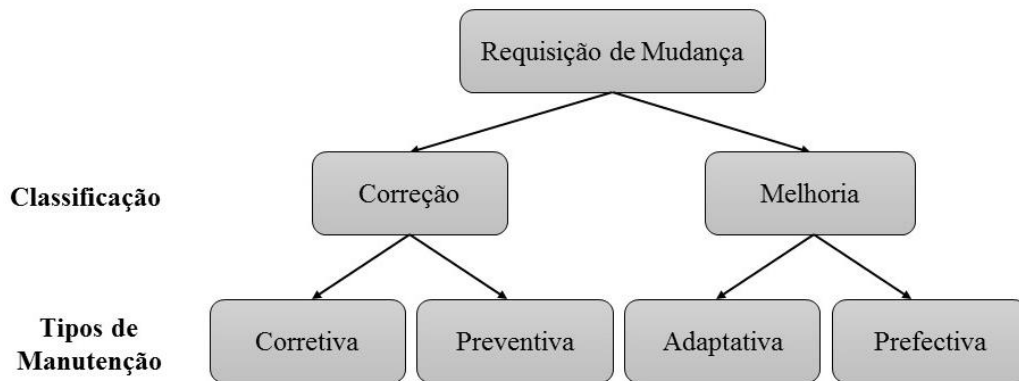 Requisição de Mudança
Classificação
Correção
Melhoria
Tipos de
Manutenção
Corretiva
Preventiva
Adaptativa
Prefectiva